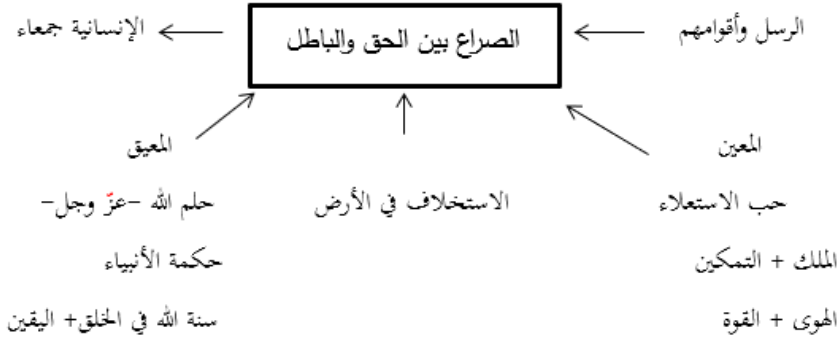 الرسل وأقوامهم
الصراع بين الحق والباطل
الإنسانية جمعاء
المعين
المعيق
حب الاستعلاء
الاستخلاف في الأرض
حلم الله -عزّ وجل-
الملك + التمكين
حكمة الأنبياء
الهوى + القوة
سنة الله في الخلق+ اليقين